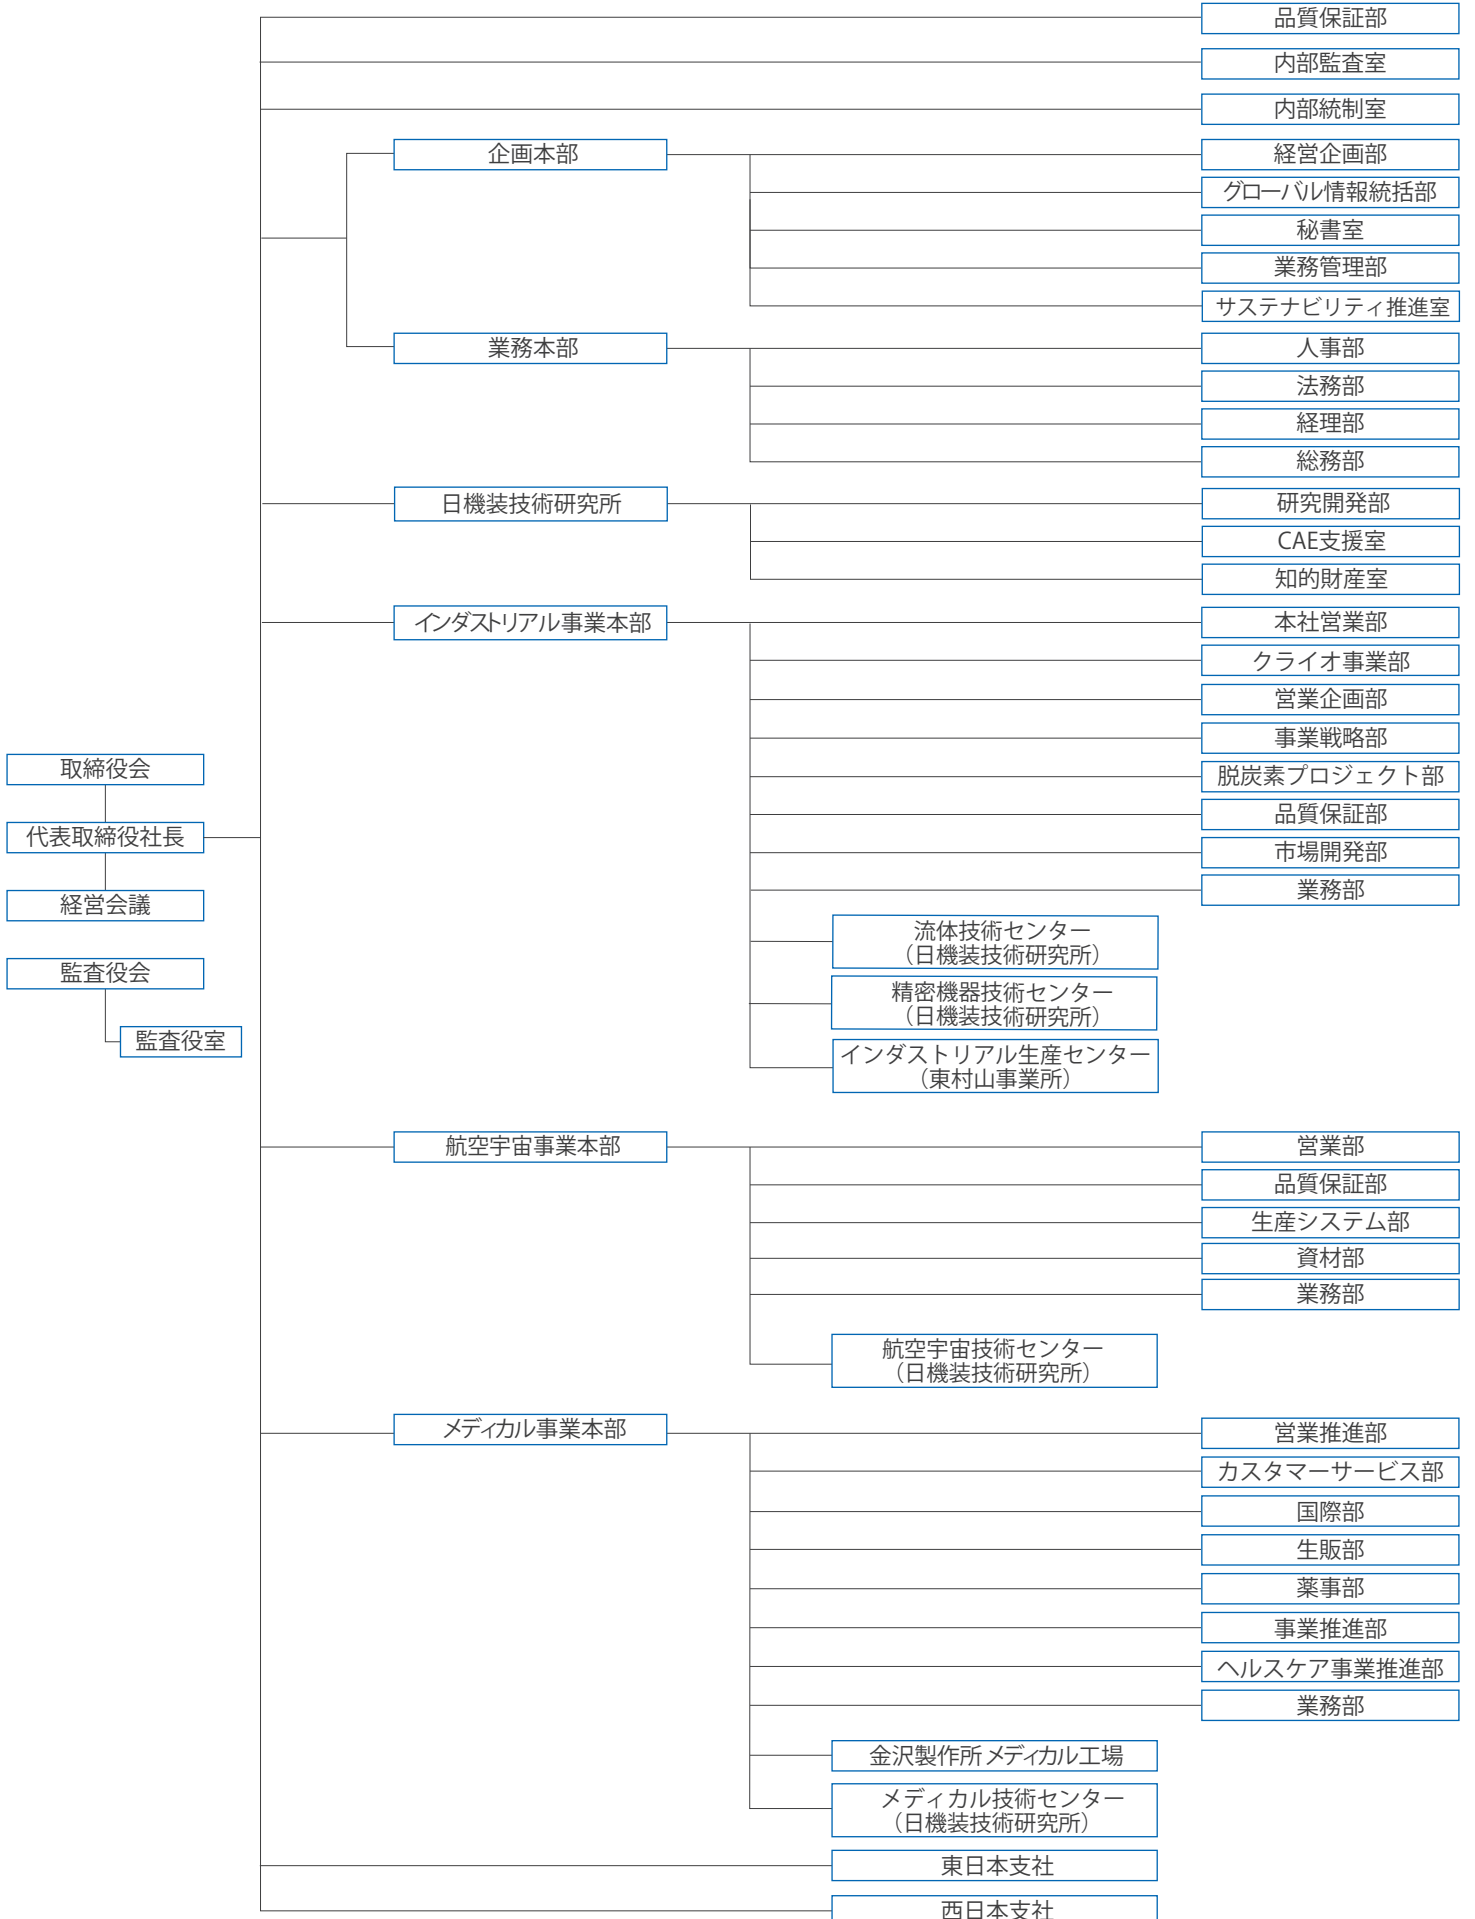 品質保証部
内部監査室
内部統制室
企画本部
経営企画部
グローバル情報統括部
秘書室
業務管理部
サステナビリティ推進室
業務本部
人事部
法務部
経理部
総務部
日機装技術研究所
研究開発部
CAE支援室
知的財産室
インダストリアル事業本部
本社営業部
クライオ事業部
営業企画部
事業戦略部
脱炭素プロジェクト部
品質保証部
市場開発部
業務部
流体技術センター
（日機装技術研究所）
精密機器技術センター
（日機装技術研究所）
インダストリアル生産センター
（東村山事業所）
取締役会
代表取締役社長
経営会議
監査役会
監査役室
航空宇宙事業本部
営業部
品質保証部
生産システム部
資材部
業務部
航空宇宙技術センター
（日機装技術研究所）
メディカル事業本部
営業推進部
カスタマーサービス部
国際部
生販部
薬事部
事業推進部
ヘルスケア事業推進部
業務部
金沢製作所 メディカル工場
メディカル技術センター
（日機装技術研究所）
東日本支社
西日本支社